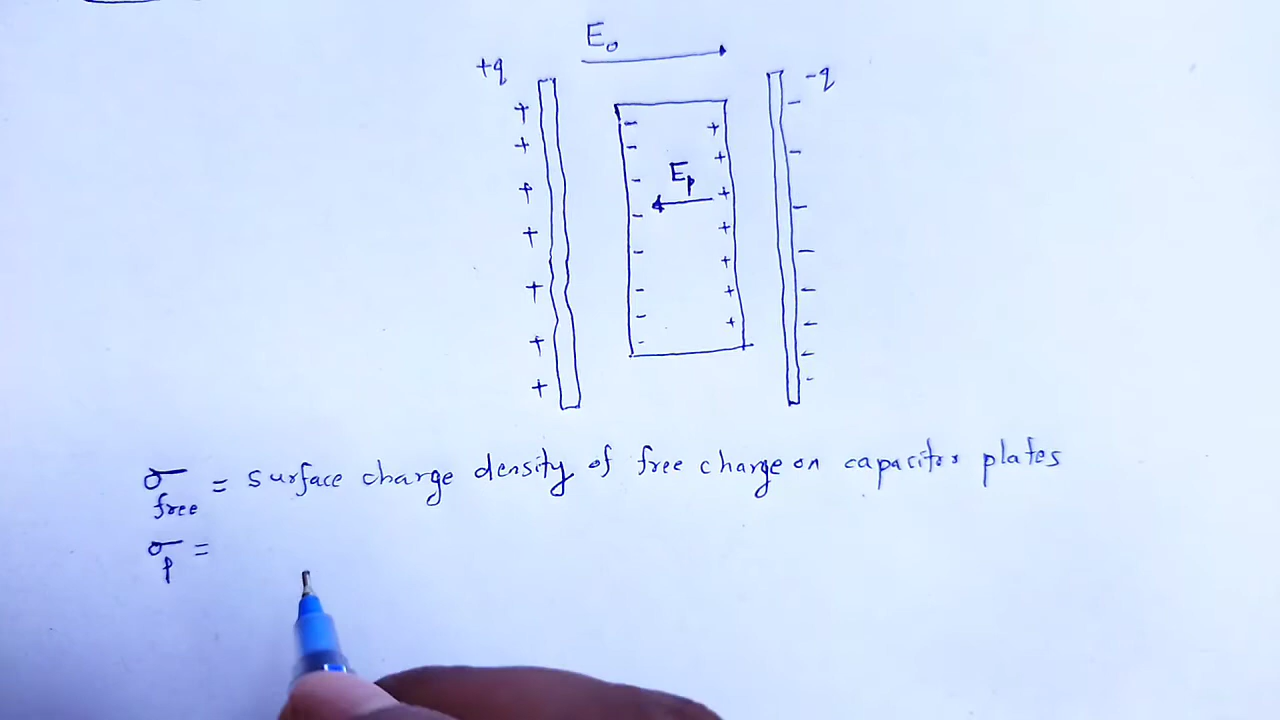 E₀
+q
-q
+ -
+ -
+ -
+ -
+ -
+ -
+ -
-
- +
- +
- +
- +
- +
- +
- +
-
Eₚ
σ_free = surface charge density of free charge on capacitor plates
σₚ =